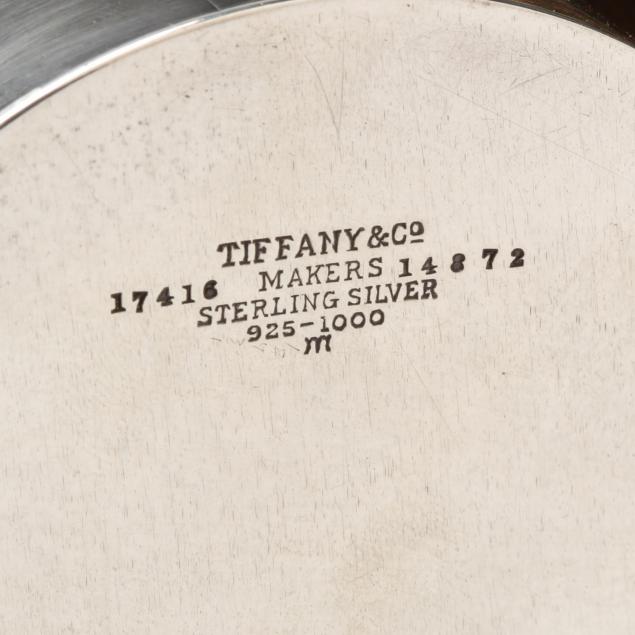 TIFFANY & Cº
17416 MAKERS 14872
STERLING SILVER
925-1000
m